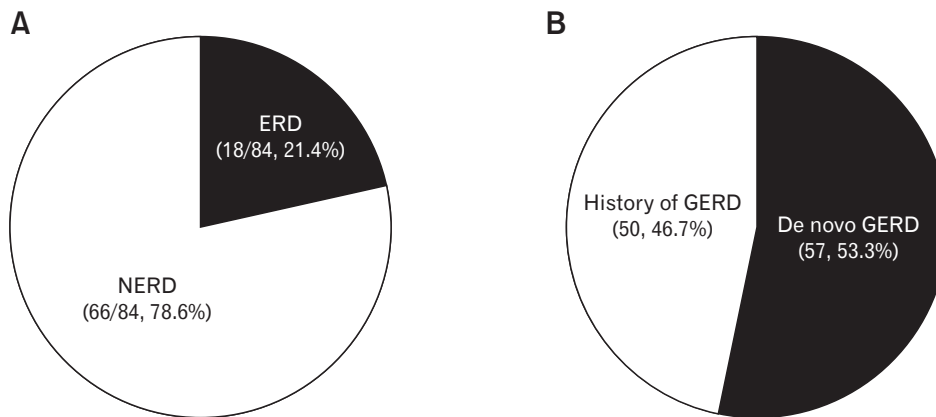 A
ERD
(18/84, 21.4%)
NERD
(66/84, 78.6%)
B
History of GERD
(50, 46.7%)
De novo GERD
(57, 53.3%)